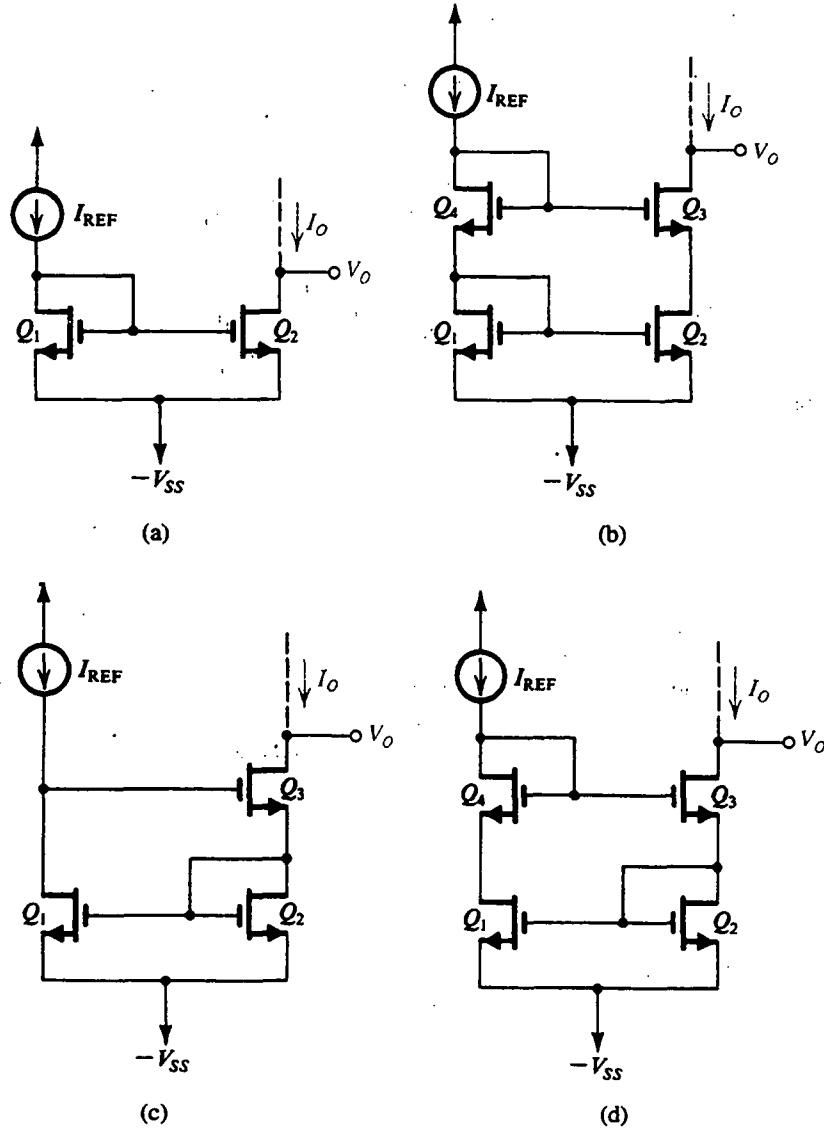 I_REF
I_O
V_O
Q_1
Q_2
-V_SS
(a)
I_REF
I_O
V_O
Q_4
Q_3
Q_1
Q_2
-V_SS
(b)
I_REF
I_O
V_O
Q_3
Q_1
Q_2
-V_SS
(c)
I_REF
I_O
V_O
Q_4
Q_3
Q_1
Q_2
-V_SS
(d)